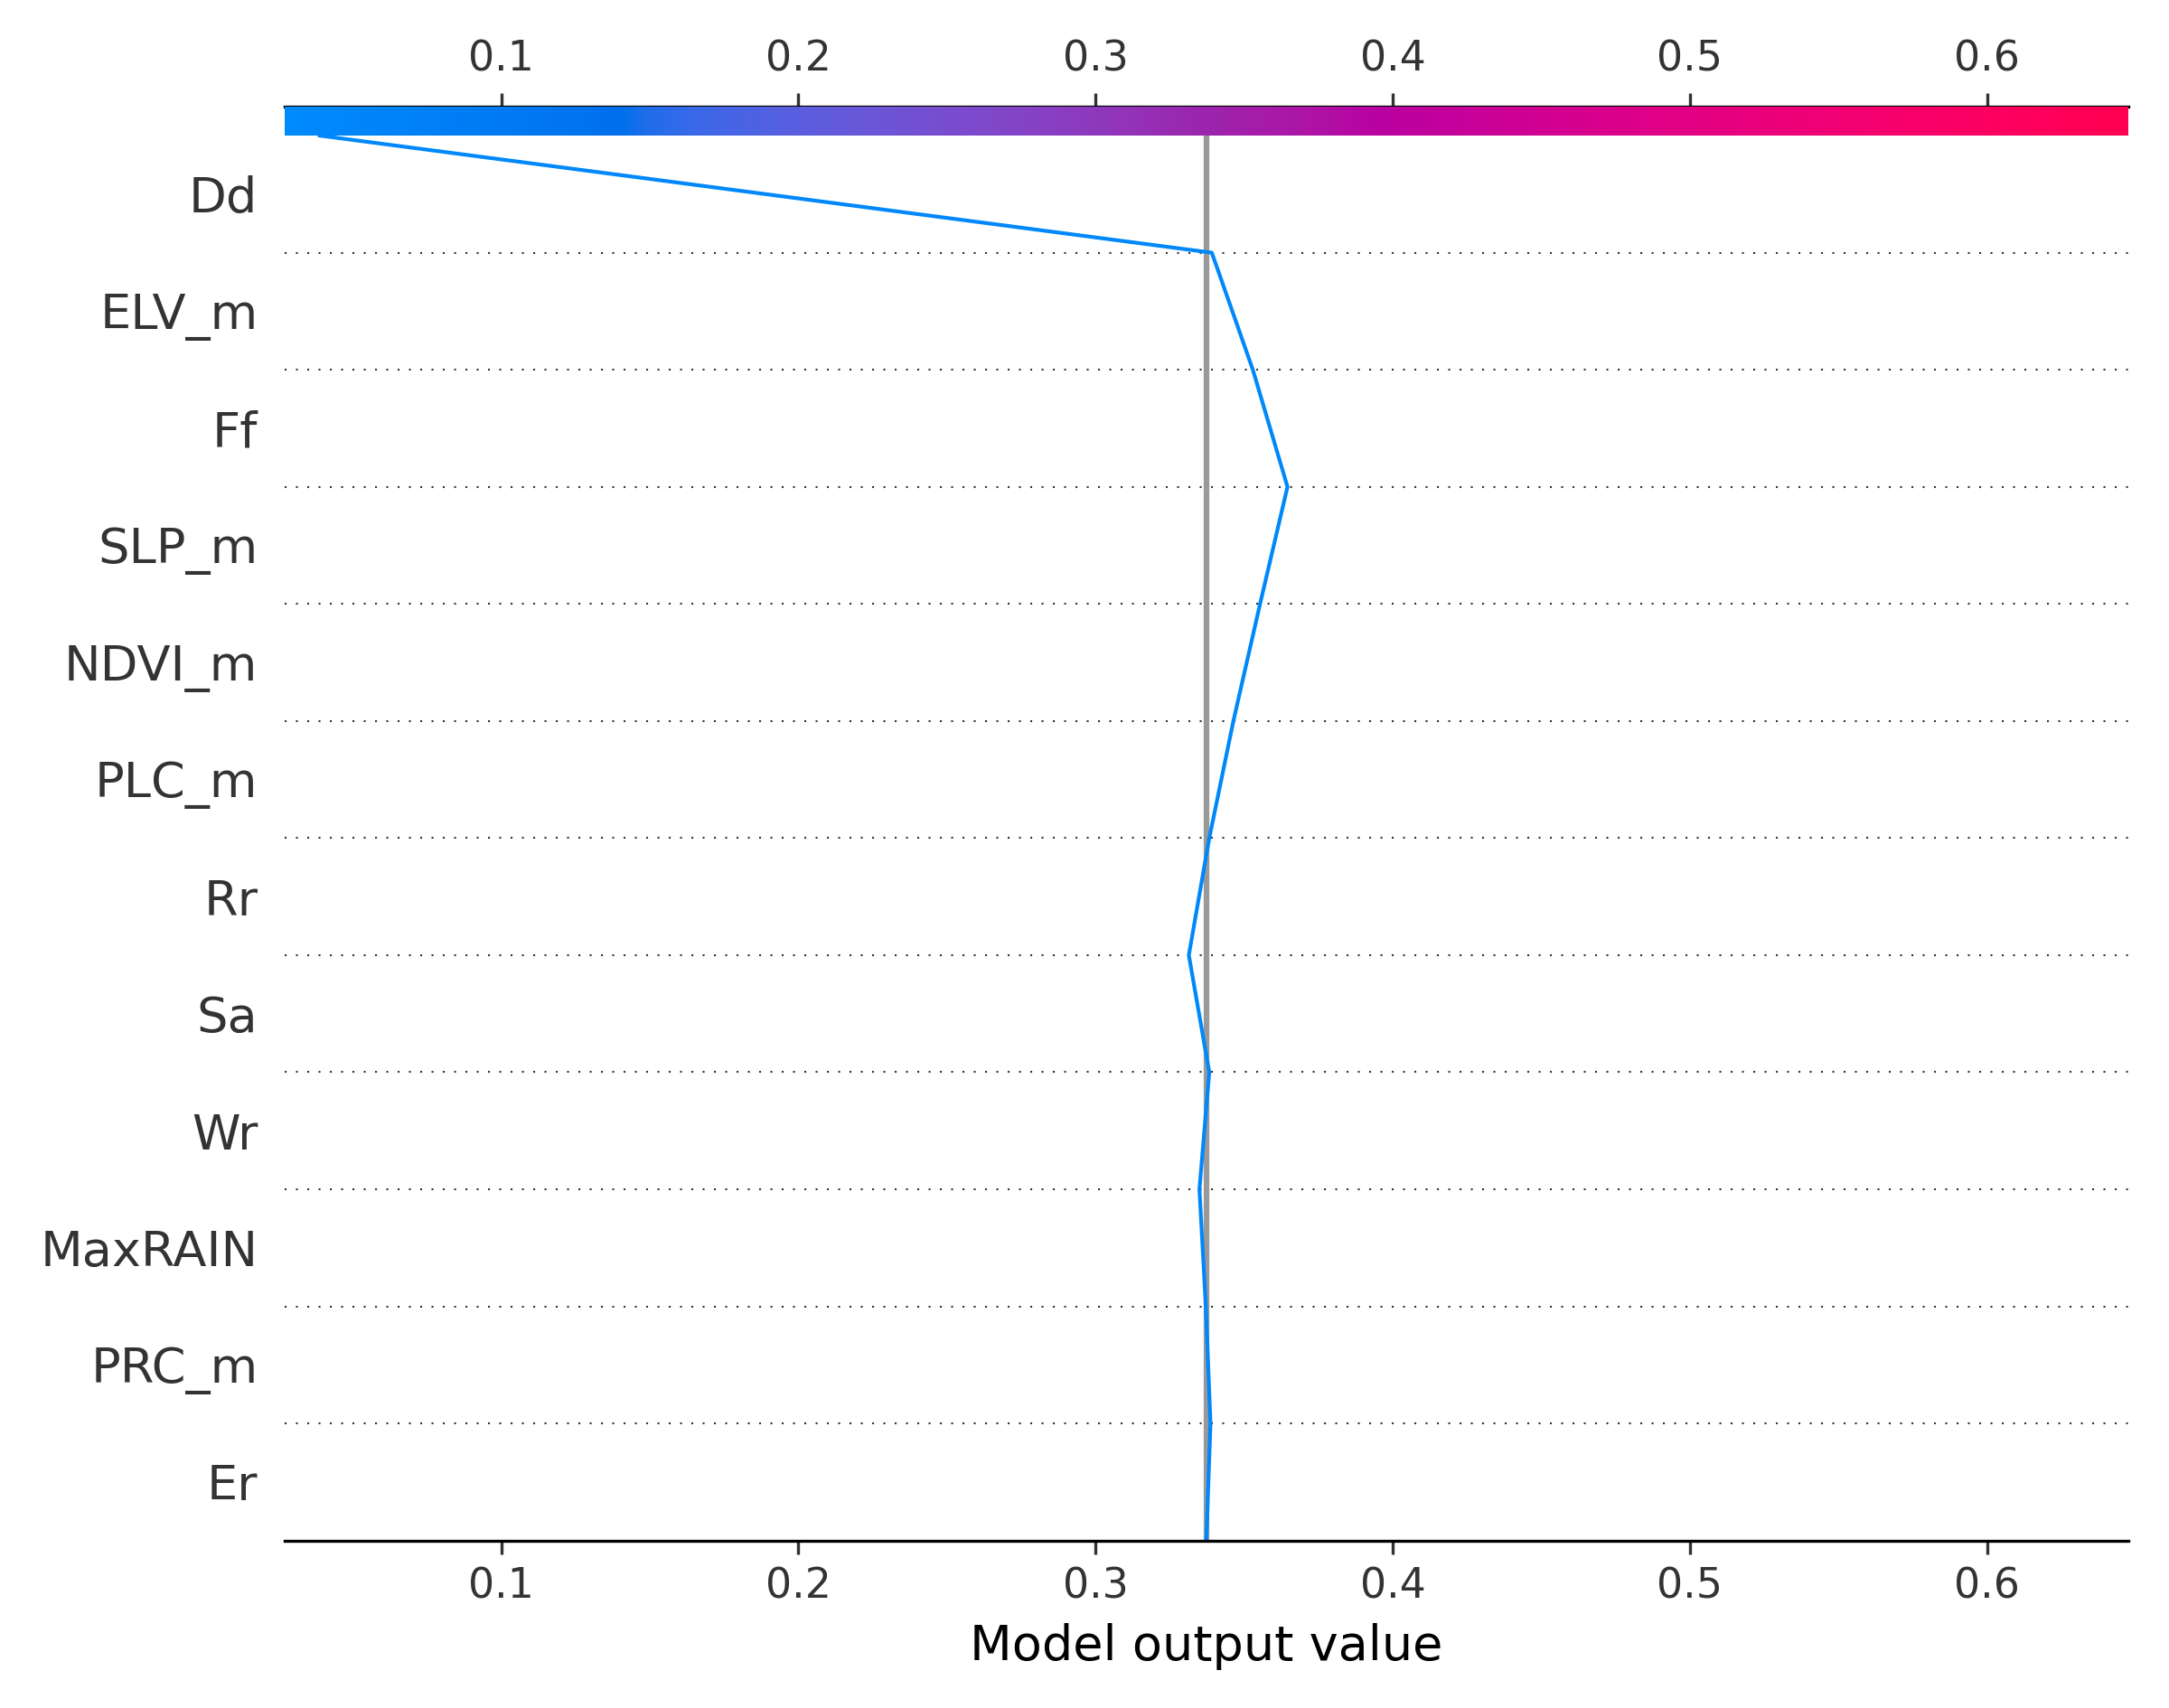 0.1 0.2 0.3 0.4 0.5 0.6
Dd
ELV_m
Ff
SLP_m
NDVI_m
PLC_m
Rr
Sa
Wr
MaxRAIN
PRC_m
Er
0.1 0.2 0.3 0.4 0.5 0.6
Model output value